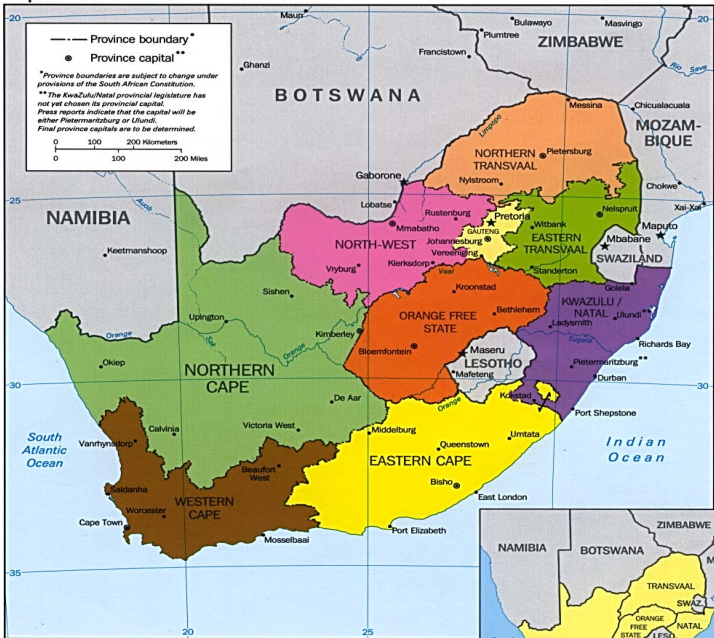 Province boundary*
Province capital**
*Province boundaries are subject to change under
provisions of the South African Constitution.
**The KwaZulu/Natal provincial legislature has
not yet chosen its provincial capital.
Press reports indicate that the capital will be
either Pietermaritzburg or Ulundi.
Final province capitals are to be determined.
0 100 200 Kilometers
0 100 200 Miles
20
Maun
Bulawayo
Masvingo
20
Plumtree
ZIMBABWE
Francistown
Ghanzi
Rio Save
BOTSWANA
Messina
Chicualacuala
Limpopo
MOZAM-
BIQUE
NORTHERN
TRANSVAAL
Pietersburg
Gaborone
Nylstroom
Chokwe
25
Lobatse
Xai-Xai
Auob
NAMIBIA
Mmabatho
Rustenburg
Pretoria
Nelspruit
GAUTENG
Witbank
Maputo
Keetmanshoop
NORTH-WEST
Johannesburg
EASTERN
TRANSVAAL
Mbabane
Vereeniging
SWAZILAND
Vryburg
Klerksdorp
Vaal
Standerton
Golela
Sishen
Kroonstad
KWAZULU /
NATAL
Upington
ORANGE FREE
STATE
Bethlehem
Ulundi**
Ladysmith
Orange
Kimberley
Tugela
Richards Bay
Orange
Bloemfontein
Maseru
Okiep
NORTHERN
CAPE
LESOTHO
Pietermaritzburg**
Mafeteng
Durban
30
30
De Aar
Orange
Kokstad
Port Shepstone
Calvinia
Victoria West
Middelburg
Umtata
South
Atlantic
Ocean
Vanrhynsdorp
Queenstown
Indian
Ocean
EASTERN CAPE
Beaufort
West
Saldanha
WESTERN
CAPE
Bisho
East London
Worcester
Cape Town
Port Elizabeth
Mosselbaai
35
20
25
NAMIBIA
BOTSWANA
ZIMBABWE
TRANSVAAL
SWAZ.
ORANGE
FREE
STATE
NATAL